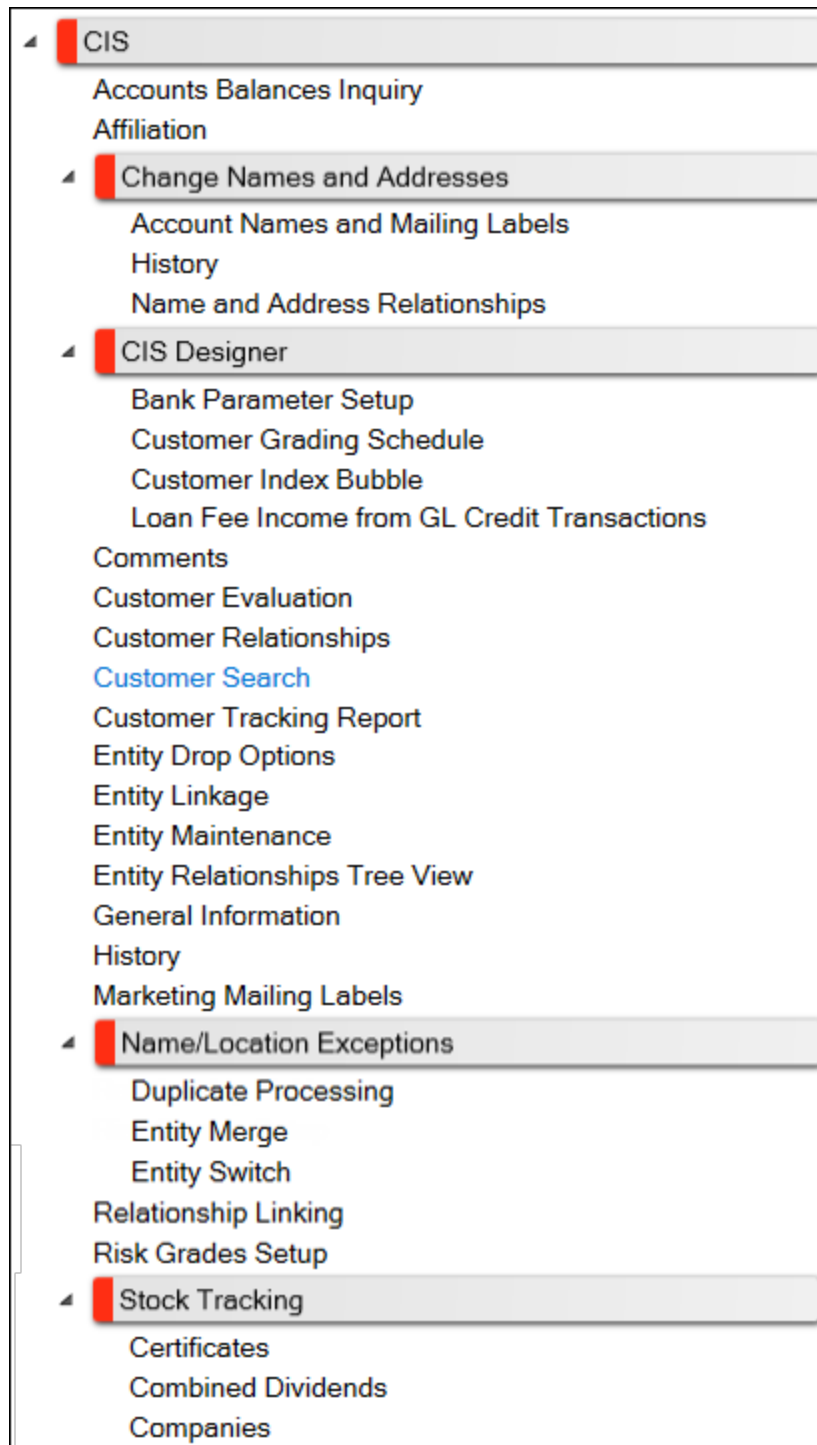 CIS
Accounts Balances Inquiry
Affiliation
Change Names and Addresses
Account Names and Mailing Labels
History
Name and Address Relationships
CIS Designer
Bank Parameter Setup
Customer Grading Schedule
Customer Index Bubble
Loan Fee Income from GL Credit Transactions
Comments
Customer Evaluation
Customer Relationships
Customer Search
Customer Tracking Report
Entity Drop Options
Entity Linkage
Entity Maintenance
Entity Relationships Tree View
General Information
History
Marketing Mailing Labels
Name/Location Exceptions
Duplicate Processing
Entity Merge
Entity Switch
Relationship Linking
Risk Grades Setup
Stock Tracking
Certificates
Combined Dividends
Companies